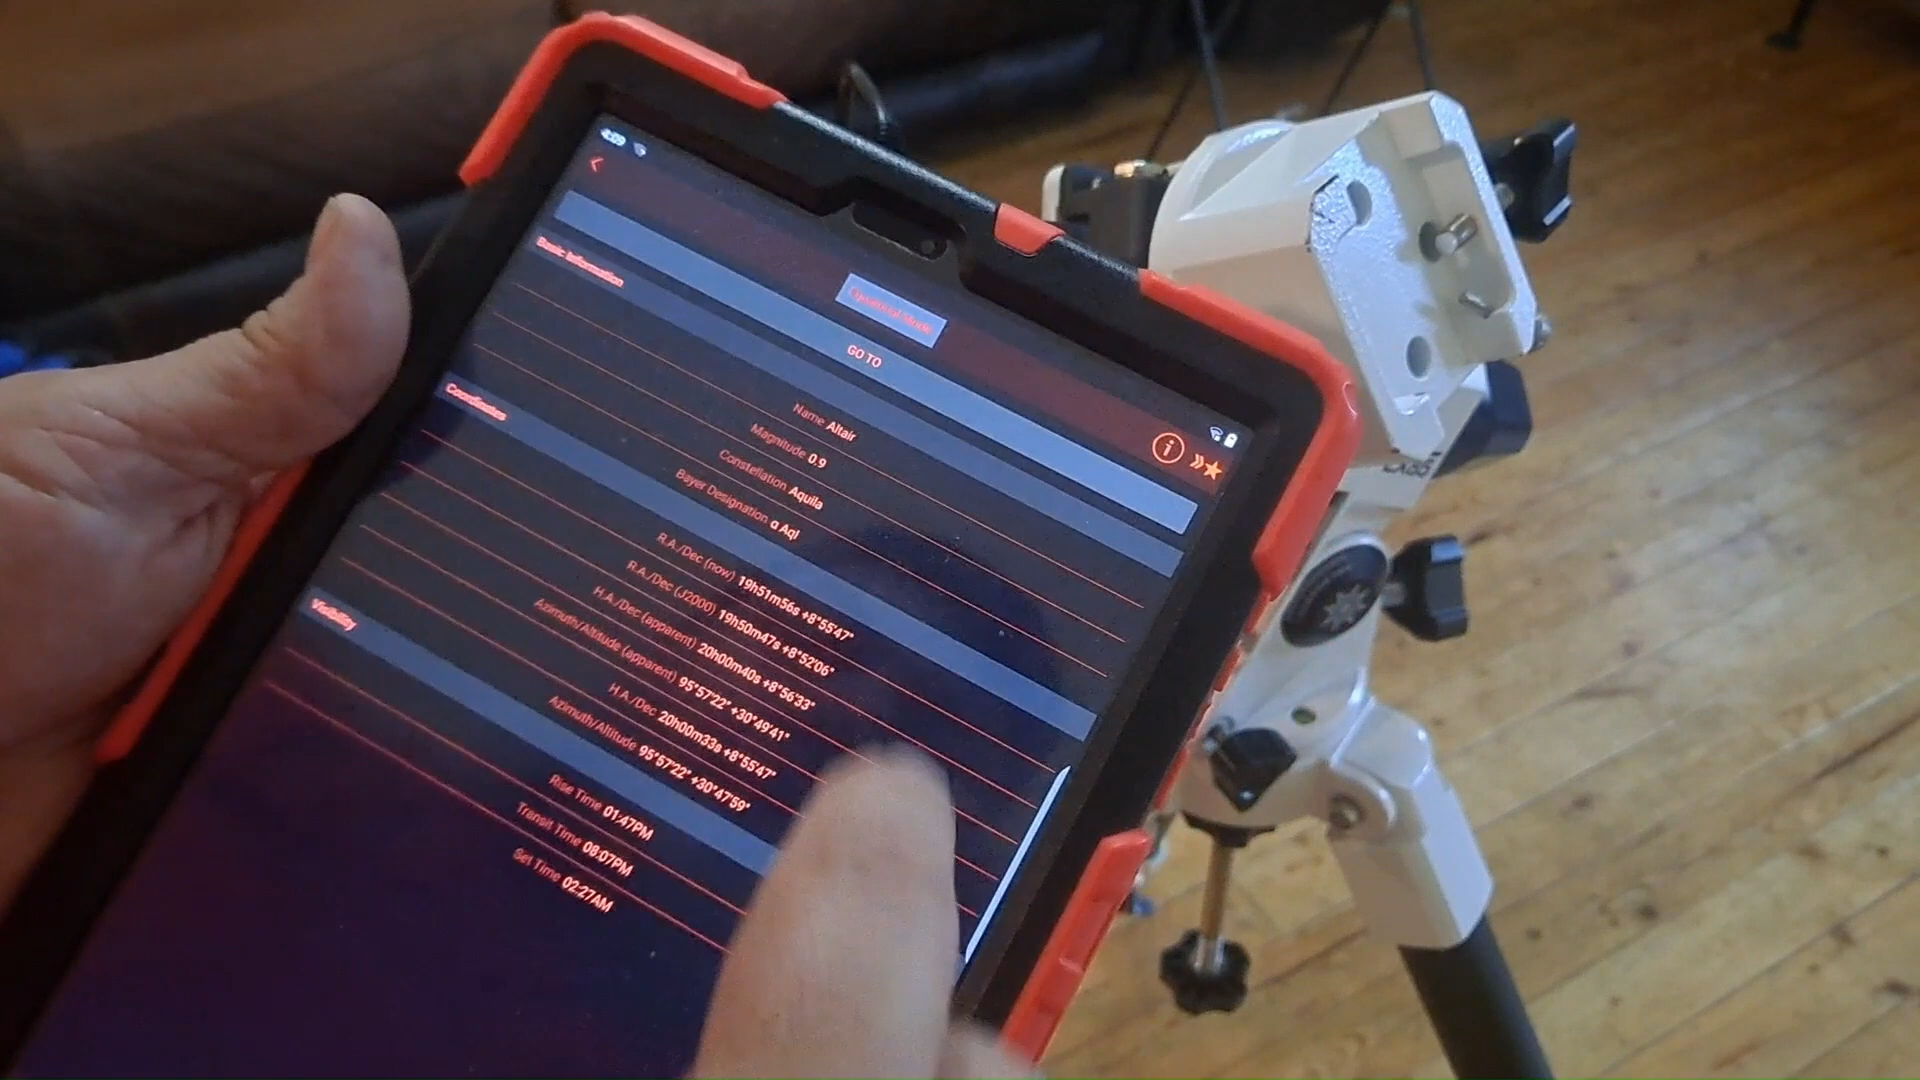 4:09
GO TO
Basic Information
Name Altair
Magnitude 0.9
Constellation Aquila
Bayer Designation α Aql
Coordinates
R.A./Dec (now) 19h51m56s +8°55'47"
R.A./Dec (J2000) 19h50m47s +8°52'06"
H.A./Dec (apparent) 20h00m40s +8°56'33"
Azimuth/Altitude (apparent) 95°57'22" +30°49'41"
H.A./Dec 20h00m33s +8°55'47"
Azimuth/Altitude 95°57'22" +30°47'59"
Visibility
Rise Time 01:47PM
Transit Time 08:07PM
Set Time 02:27AM